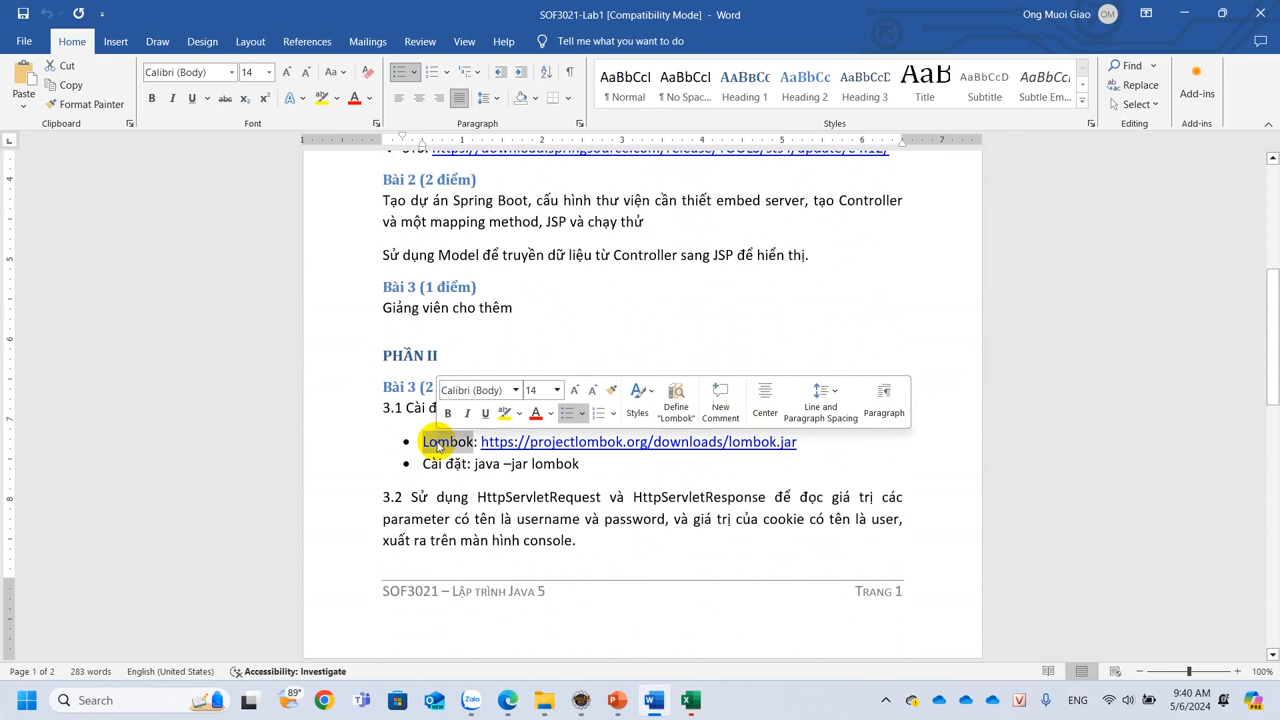 SOF3021-Lab1 [Compatibility Mode] - Word
Ong Muoi Giao OM
File Home Insert Draw Design Layout References Mailings Review View Help Tell me what you want to do
Paste
Cut
Copy
Format Painter
Clipboard
Calibri (Body) 14
Font
Paragraph
AaBbCcI AaBbCcI AaBbCc AaBbCc AaBbCcD AaB AaBbCcD AaBbCcD
¶ Normal ¶ No Spac... Heading 1 Heading 2 Heading 3 Title Subtitle Subtle Em...
Styles
Find
Replace
Select
Editing
Add-ins
Add-ins
Bài 2 (2 điểm)
Tạo dự án Spring Boot, cấu hình thư viện cần thiết embed server, tạo Controller
và một mapping method, JSP và chạy thử
Sử dụng Model để truyền dữ liệu từ Controller sang JSP để hiển thị.
Bài 3 (1 điểm)
Giảng viên cho thêm
PHẦN II
Bài 3 (2
3.1 Cài đ
Calibri (Body) 14
Styles
Define "Lombok"
New Comment
Center
Line and Paragraph Spacing
Paragraph
• Lombok: https://projectlombok.org/downloads/lombok.jar
• Cài đặt: java –jar lombok
3.2 Sử dụng HttpServletRequest và HttpServletResponse để đọc giá trị các
parameter có tên là username và password, và giá trị của cookie có tên là user,
xuất ra trên màn hình console.
SOF3021 – Lập trình Java 5 Trang 1
Page 1 of 2 283 words English (United States) Accessibility: Investigate 100%
Search 89° Zalo ENG 9:40 AM
5/6/2024